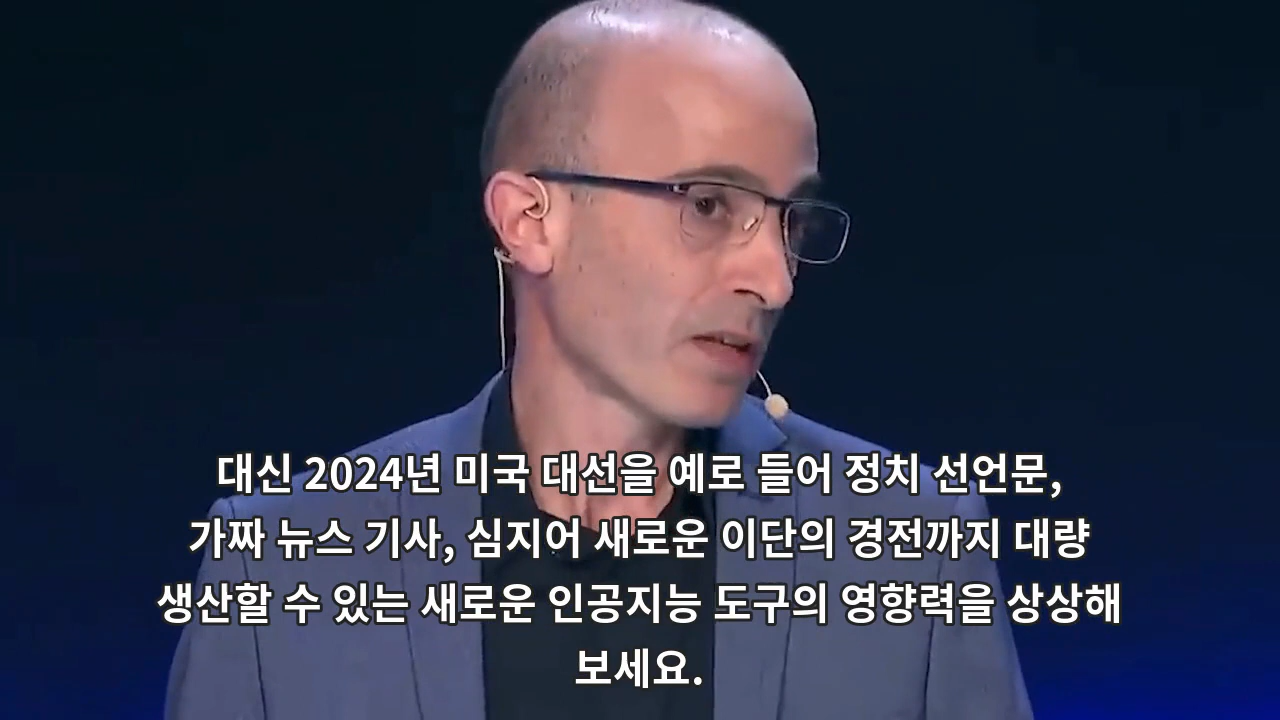 대신 2024년 미국 대선을 예로 들어 정치 선언문,
가짜 뉴스 기사, 심지어 새로운 이단의 경전까지 대량
생산할 수 있는 새로운 인공지능 도구의 영향력을 상상해
보세요.